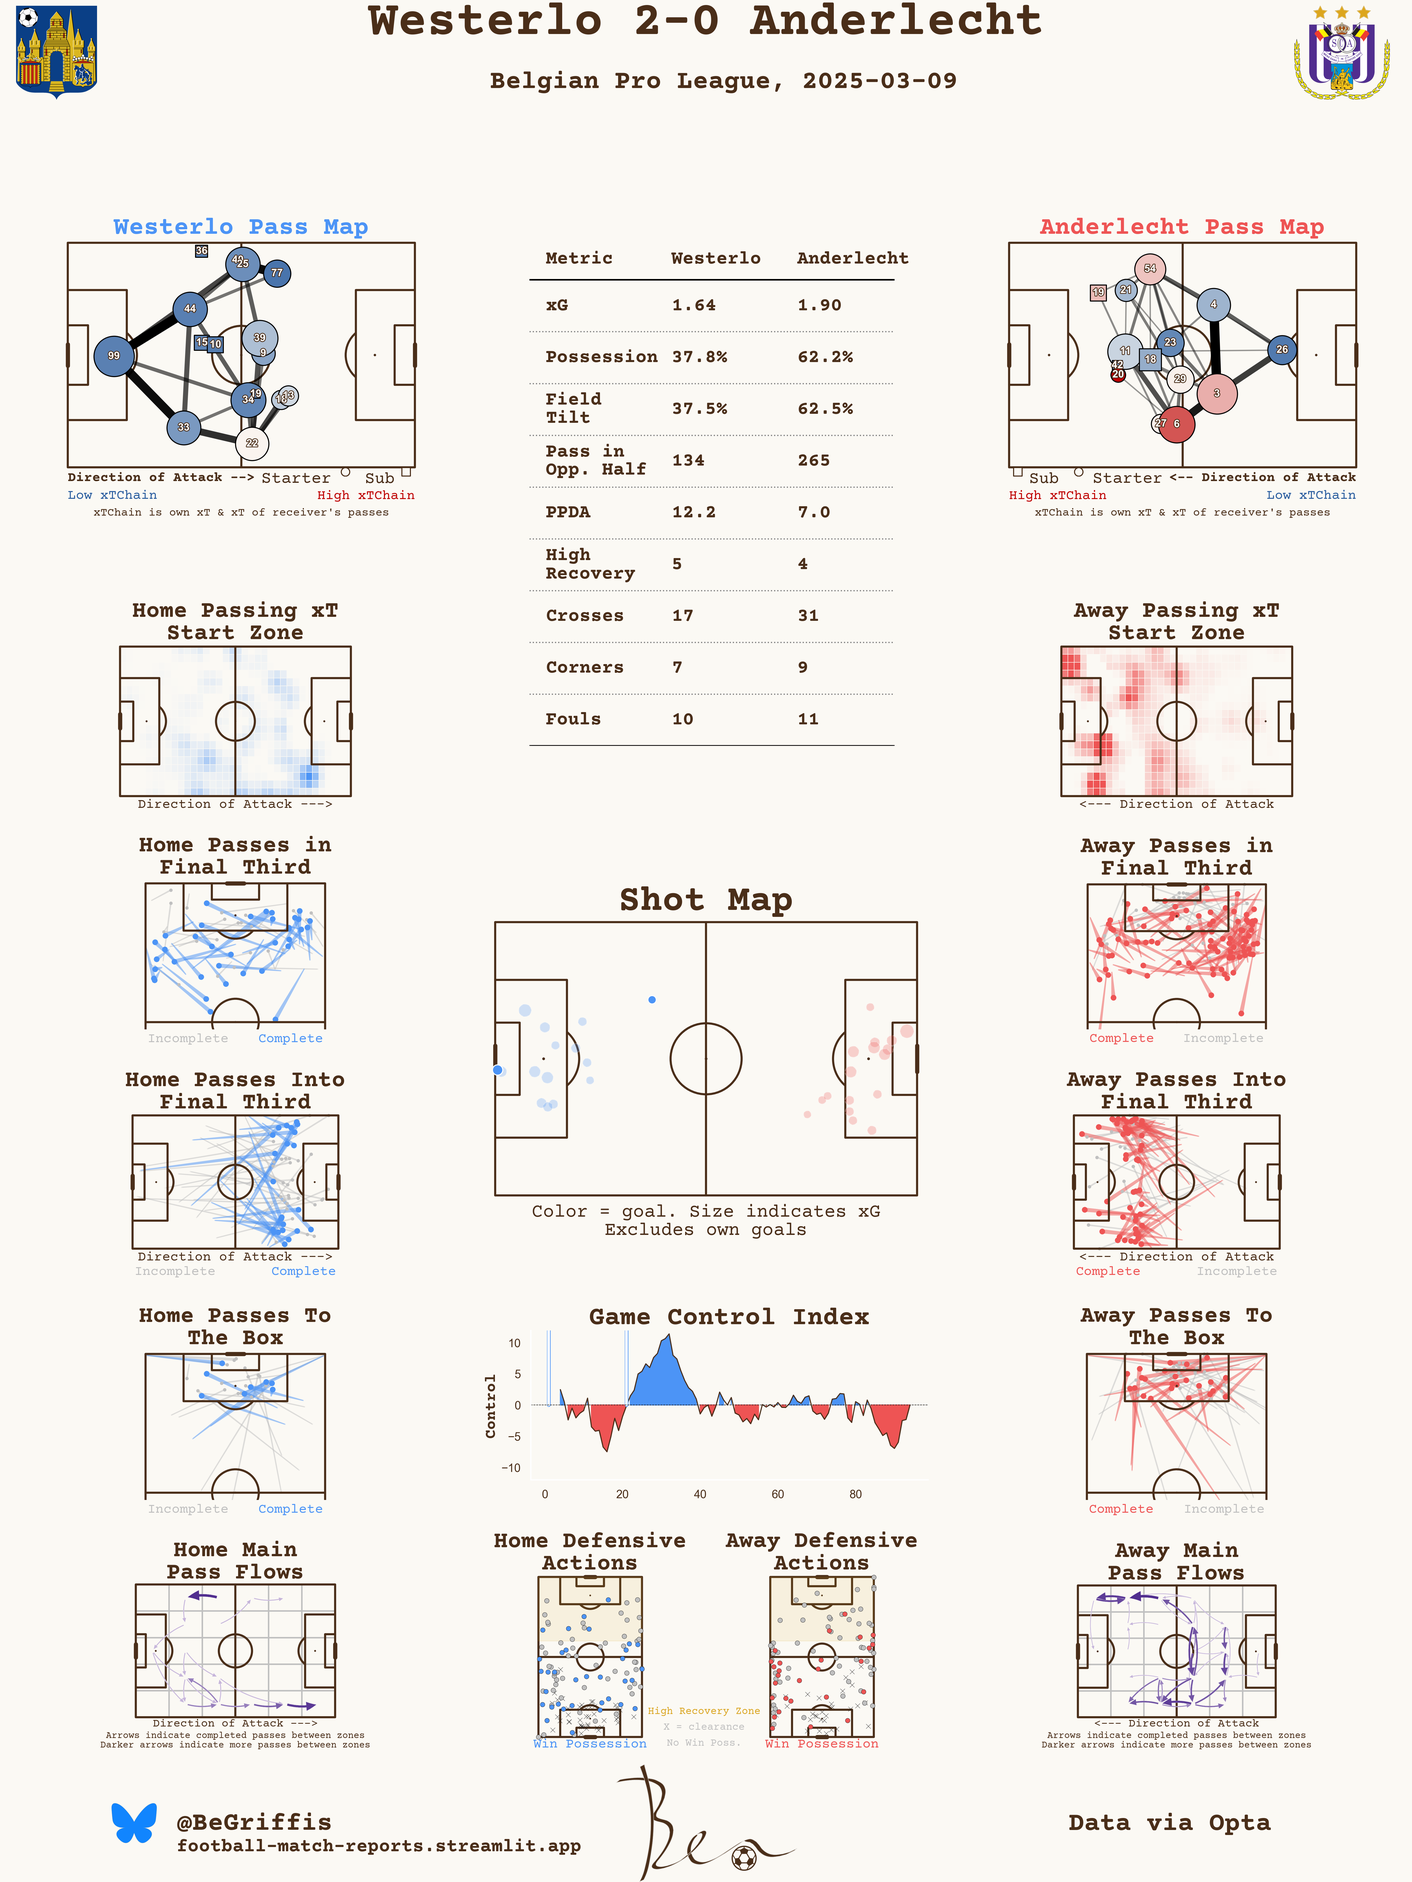 Westerlo 2-0 Anderlecht
Belgian Pro League, 2025-03-09
Westerlo Pass Map
36
25
77
44
15
10
39
9
99
19
34
13
33
22
Direction of Attack --> Starter Sub
Low xTChain High xTChain
xTChain is own xT & xT of receiver's passes
Metric Westerlo Anderlecht
xG 1.64 1.90
Possession 37.8% 62.2%
Field
Tilt 37.5% 62.5%
Pass in
Opp. Half 134 265
PPDA 12.2 7.0
High
Recovery 5 4
Crosses 17 31
Corners 7 9
Fouls 10 11
Anderlecht Pass Map
54
19
21
4
23
11
18
26
42
20
29
3
27
6
Sub Starter <-- Direction of Attack
High xTChain Low xTChain
xTChain is own xT & xT of receiver's passes
Home Passing xT
Start Zone
Direction of Attack --->
Away Passing xT
Start Zone
<--- Direction of Attack
Home Passes in
Final Third
Incomplete Complete
Away Passes in
Final Third
Complete Incomplete
Shot Map
Color = goal. Size indicates xG
Excludes own goals
Home Passes Into
Final Third
Direction of Attack --->
Incomplete Complete
Away Passes Into
Final Third
<--- Direction of Attack
Complete Incomplete
Home Passes To
The Box
Incomplete Complete
Game Control Index
Control
10
5
0
−5
−10
0 20 40 60 80
Away Passes To
The Box
Complete Incomplete
Home Main
Pass Flows
Direction of Attack --->
Arrows indicate completed passes between zones
Darker arrows indicate more passes between zones
Home Defensive
Actions
Win Possession
Away Defensive
Actions
Win Possession
High Recovery Zone
X = clearance
No Win Poss.
Away Main
Pass Flows
<--- Direction of Attack
Arrows indicate completed passes between zones
Darker arrows indicate more passes between zones
@BeGriffis
football-match-reports.streamlit.app
Ben
Data via Opta